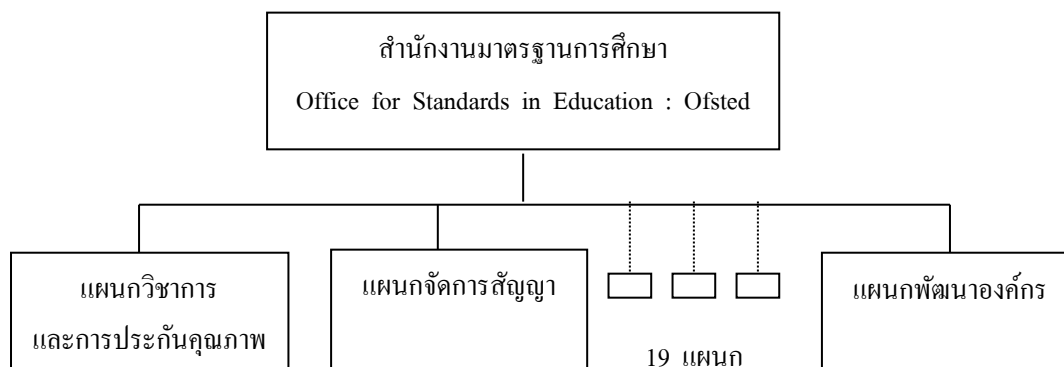 สำนักงานมาตรฐานการศึกษา
Office for Standards in Education : Ofsted
แผนกวิชาการ
และการประกันคุณภาพ
แผนกจัดการสัญญา
19 แผนก
แผนกพัฒนาองค์กร